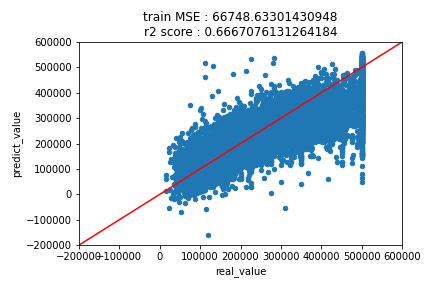 train MSE : 66748.63301430948
r2 score : 0.6667076131264184
600000
500000
400000
300000
200000
100000
0
−100000
−200000
predict_value
−200000−100000 0 100000 200000 300000 400000 500000 600000
real_value